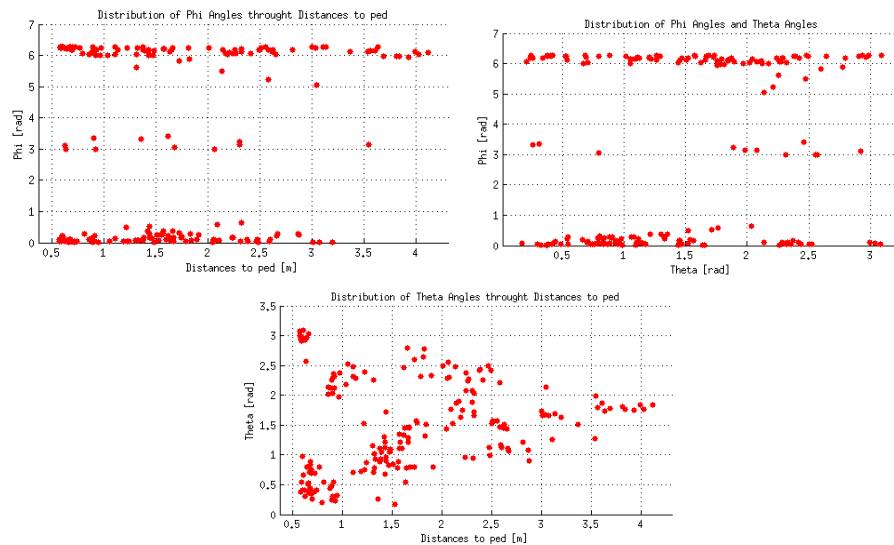 Distribution of Phi Angles throught Distances to ped
7
6
5
4
3
2
1
0
Phi [rad]
0.5 1 1.5 2 2.5 3 3.5 4
Distances to ped [m]
Distribution of Phi Angles and Theta Angles
7
6
5
4
3
2
1
0
Phi [rad]
0.5 1 1.5 2 2.5 3
Theta [rad]
Distribution of Theta Angles throught Distances to ped
3.5
3
2.5
2
1.5
1
0.5
0
Theta [rad]
0.5 1 1.5 2 2.5 3 3.5 4
Distances to ped [m]